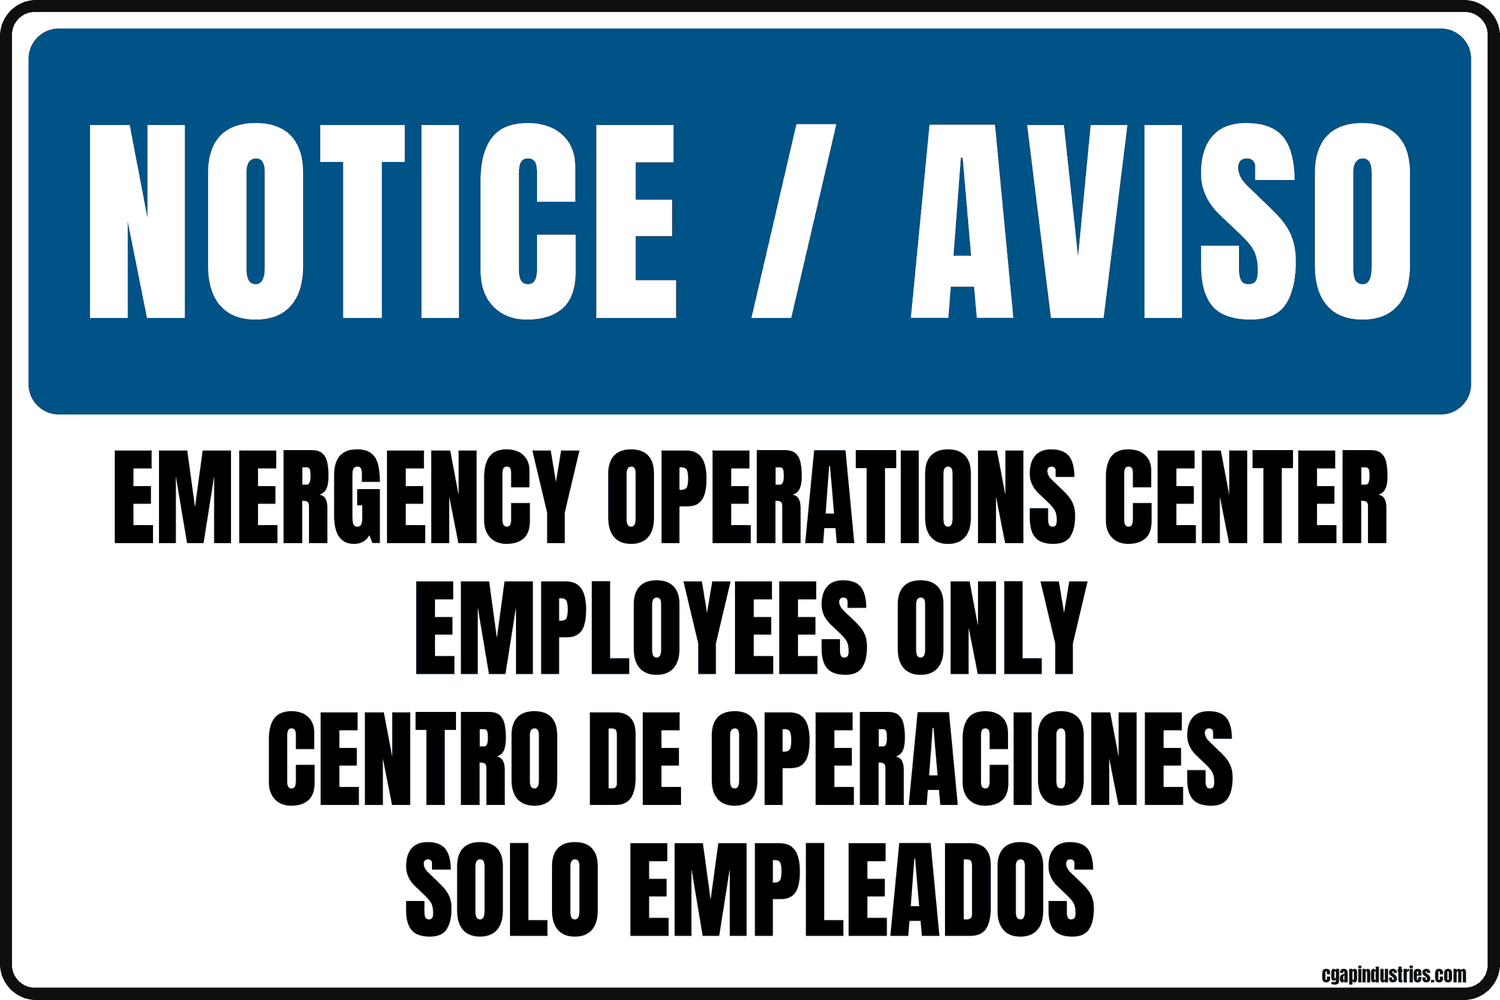 NOTICE / AVISO
EMERGENCY OPERATIONS CENTER
EMPLOYEES ONLY
CENTRO DE OPERACIONES
SOLO EMPLEADOS
cgapindustries.com